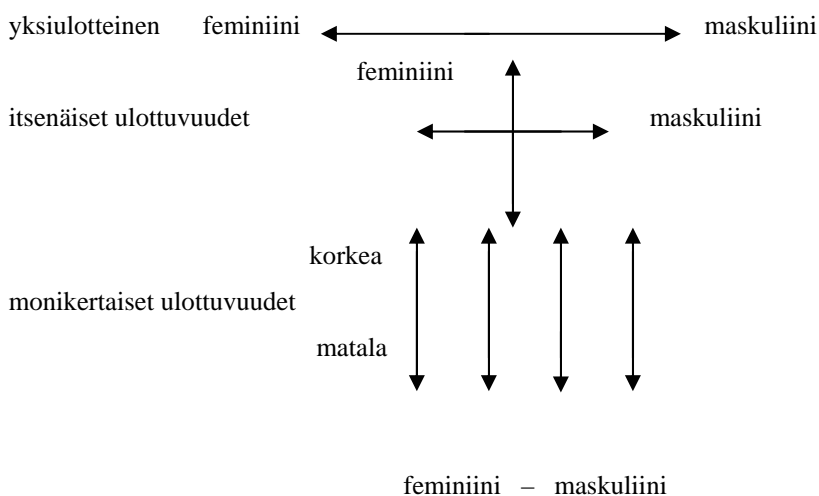 yksiulotteinen feminiini maskuliini
feminiini
itsenäiset ulottuvuudet maskuliini
korkea
monikertaiset ulottuvuudet
matala
feminiini – maskuliini